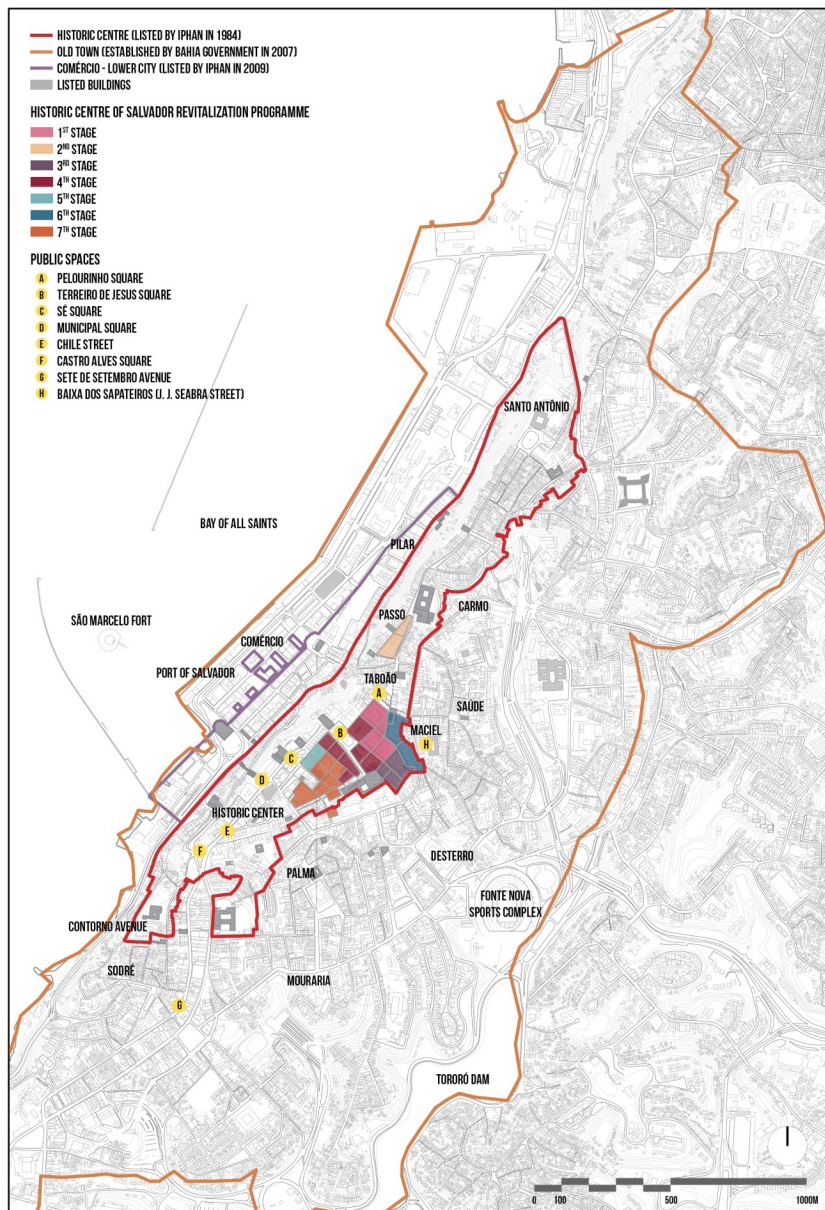 HISTORIC CENTRE (LISTED BY IPHAN IN 1984)
OLD TOWN (ESTABLISHED BY BAHIA GOVERNMENT IN 2007)
COMÉRCIO - LOWER CITY (LISTED BY IPHAN IN 2009)
LISTED BUILDINGS
HISTORIC CENTRE OF SALVADOR REVITALIZATION PROGRAMME
1ST STAGE
2ND STAGE
3RD STAGE
4TH STAGE
5TH STAGE
6TH STAGE
7TH STAGE
PUBLIC SPACES
A PELOURINHO SQUARE
B TERREIRO DE JESUS SQUARE
C SÉ SQUARE
D MUNICIPAL SQUARE
E CHILE STREET
F CASTRO ALVES SQUARE
G SETE DE SETEMBRO AVENUE
H BAIXA DOS SAPATEIROS (J. J. SEABRA STREET)
SANTO ANTÔNIO
BAY OF ALL SAINTS
PILAR
CARMO
PASSO
SÃO MARCELO FORT
COMÉRCIO
PORT OF SALVADOR
TABOÃO
A
SAÚDE
MACIEL
B
H
C
D
HISTORIC CENTER
E
F
DESTERRO
PALMA
FONTE NOVA
SPORTS COMPLEX
CONTORNO AVENUE
SODRÉ
MOURARIA
G
TORORÓ DAM
0 100 500 1000M